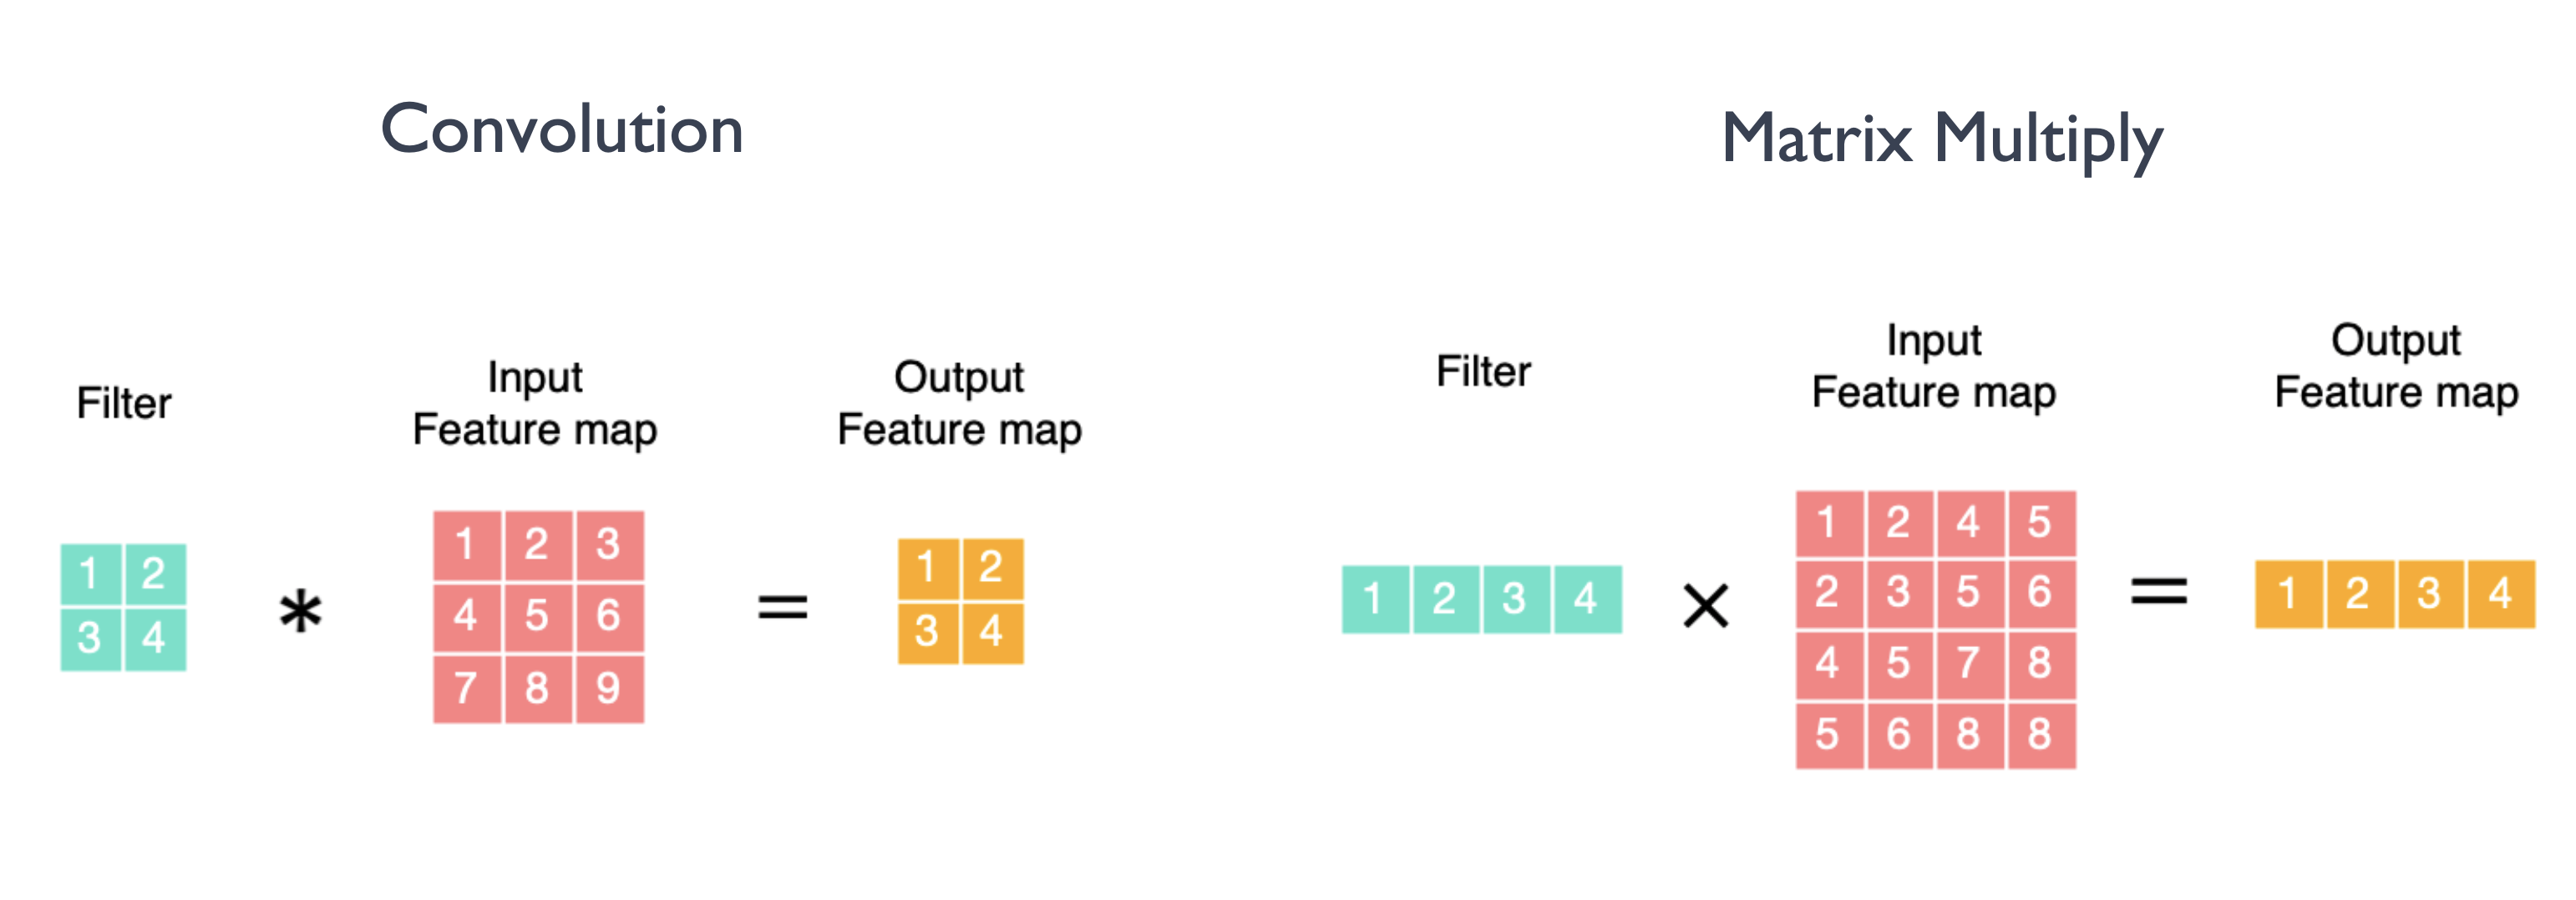 Convolution
Filter
Input
Feature map
Output
Feature map
1 2
3 4
*
1 2 3
4 5 6
7 8 9
=
1 2
3 4
Matrix Multiply
Filter
Input
Feature map
Output
Feature map
1 2 3 4
×
1 2 4 5
2 3 5 6
4 5 7 8
5 6 8 8
=
1 2 3 4